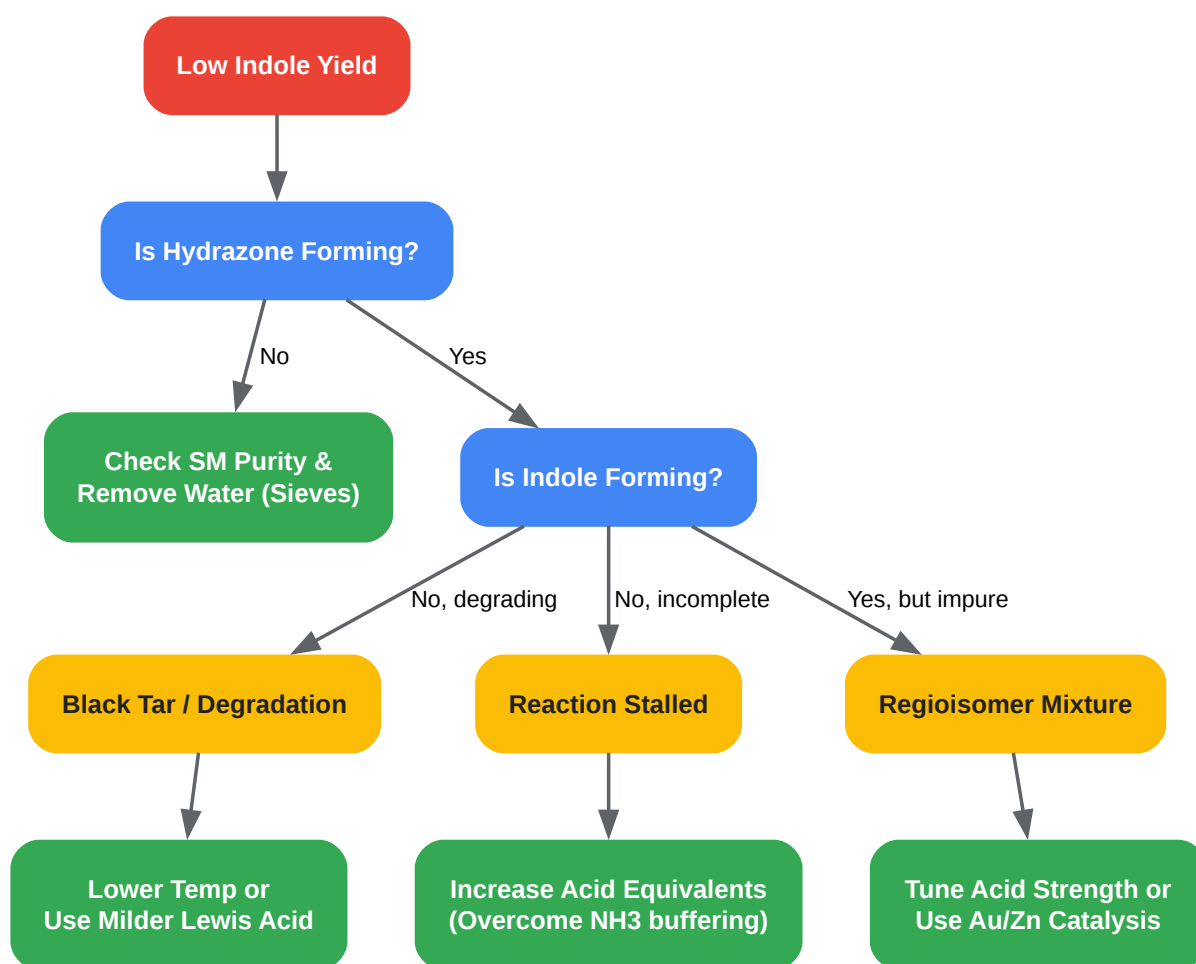 Low Indole Yield
Is Hydrazone Forming?
No
Yes
Check SM Purity &
Remove Water (Sieves)
Is Indole Forming?
No, degrading
No, incomplete
Yes, but impure
Black Tar / Degradation
Reaction Stalled
Regioisomer Mixture
Lower Temp or
Use Milder Lewis Acid
Increase Acid Equivalents
(Overcome NH3 buffering)
Tune Acid Strength or
Use Au/Zn Catalysis